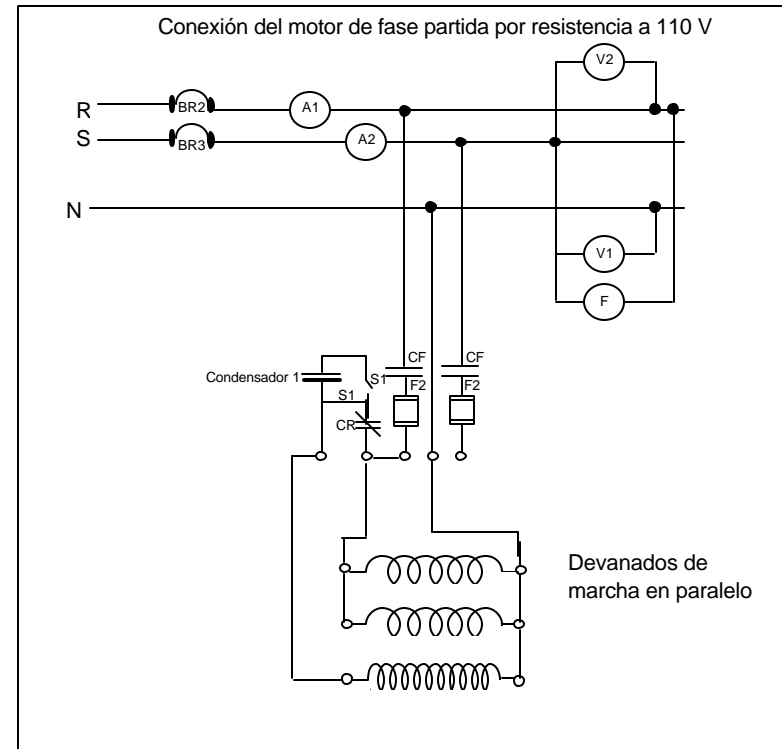 Conexión del motor de fase partida por resistencia a 110 V
V2
R
BR2
A1
S
BR3
A2
N
V1
F
CF
CF
Condensador 1
S1
F2
F2
S1
CR
Devanados de
marcha en paralelo